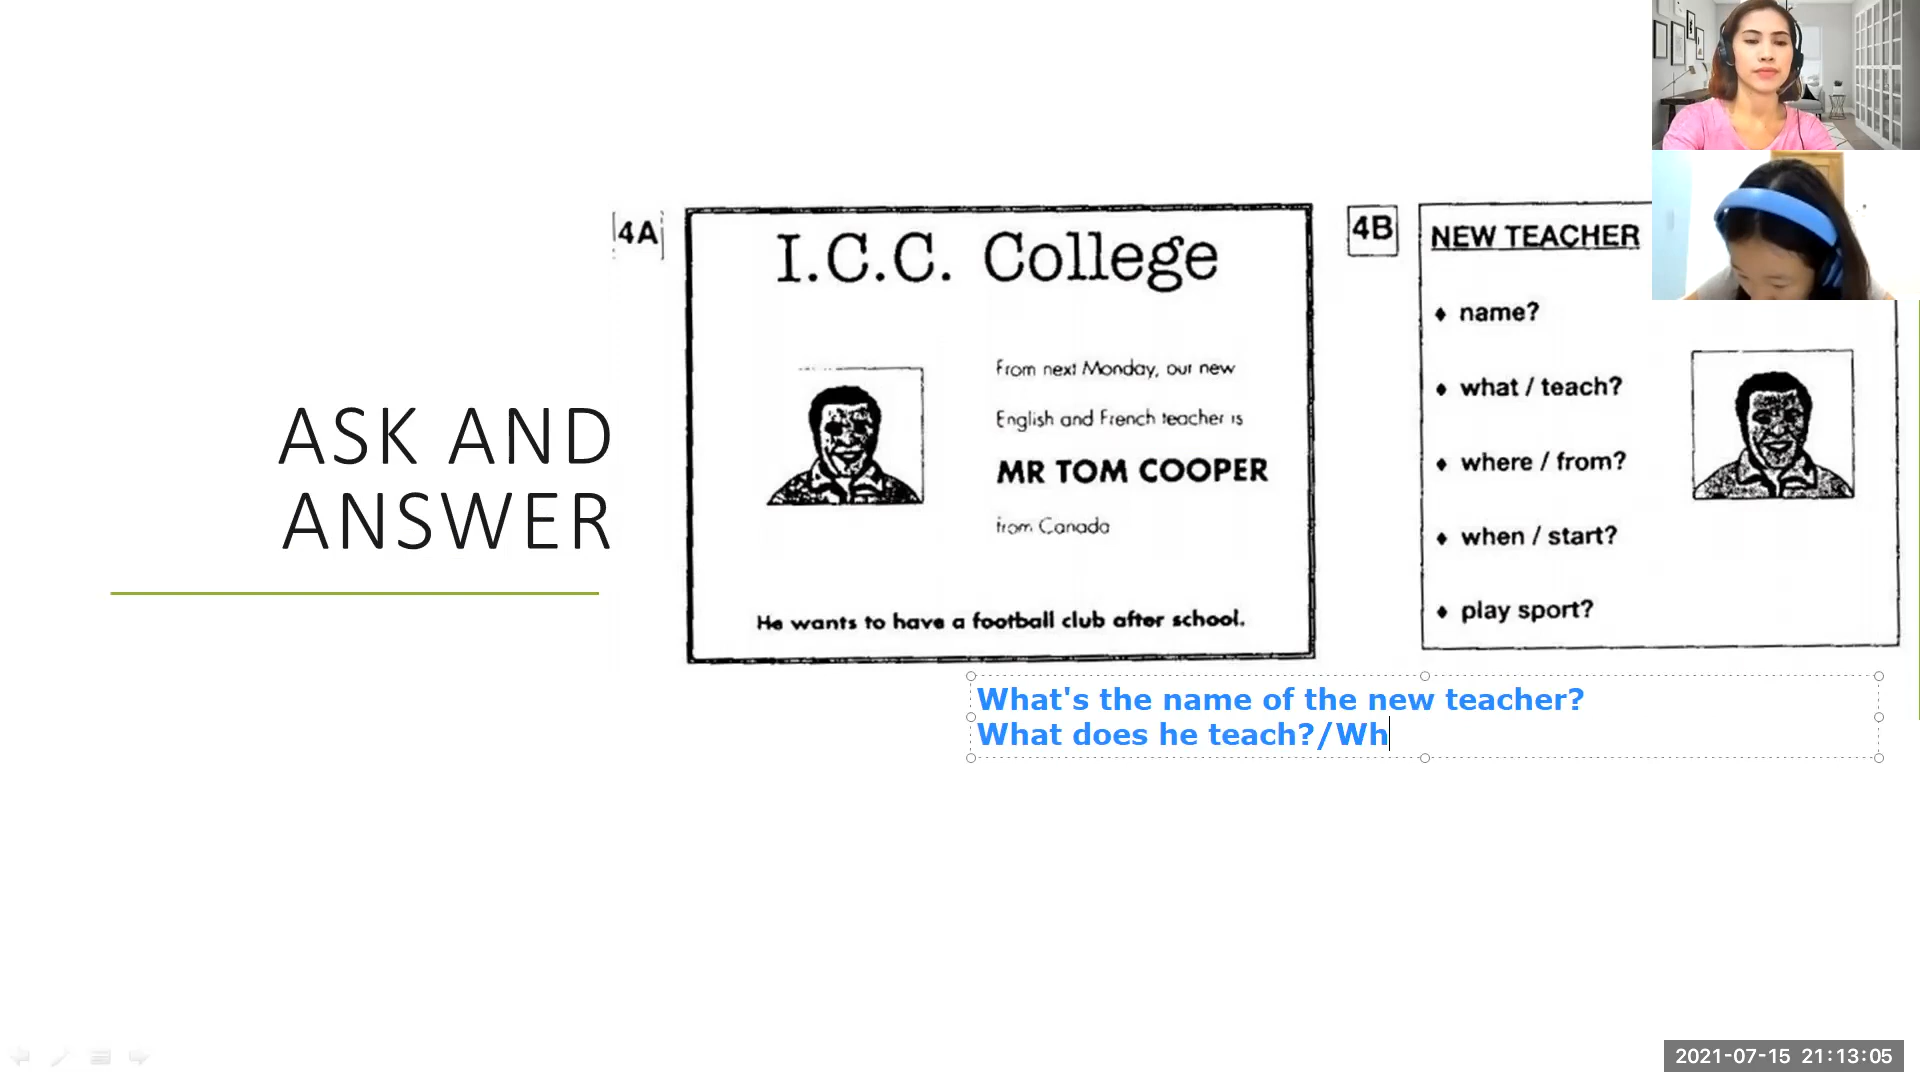 ASK AND
ANSWER
4A
I.C.C. College
From next Monday, our new
English and French teacher is
MR TOM COOPER
from Canada
He wants to have a football club after school.
4B
NEW TEACHER
♦ name?
♦ what / teach?
♦ where / from?
♦ when / start?
♦ play sport?
What's the name of the new teacher?
What does he teach?/Wh
2021-07-15 21:13:05